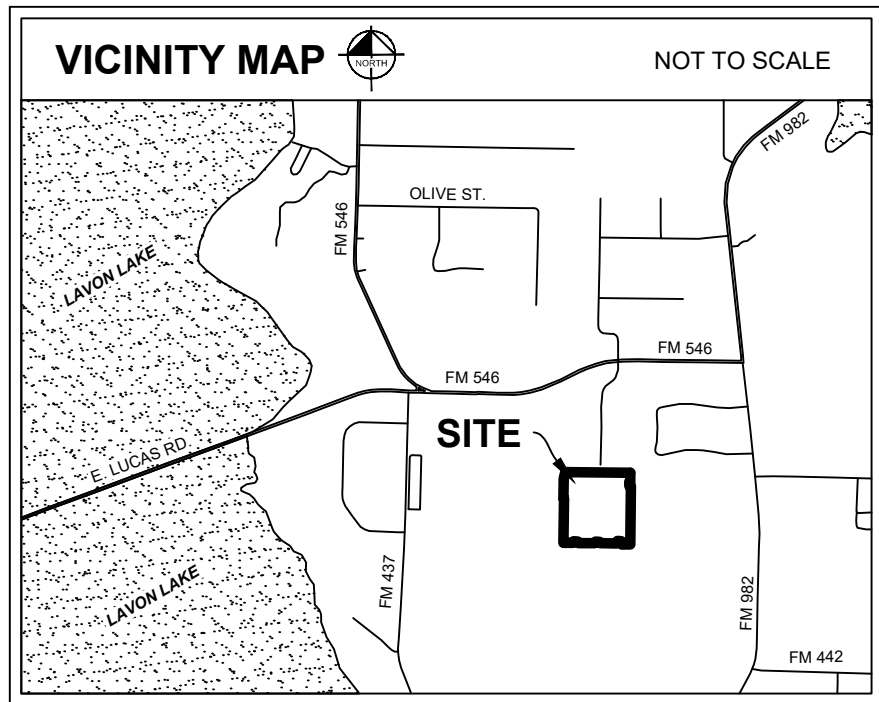 VICINITY MAP
NORTH
NOT TO SCALE
FM 982
OLIVE ST.
FM 546
LAVON LAKE
FM 546
FM 546
SITE
E. LUCAS RD.
FM 437
LAVON LAKE
FM 982
FM 442